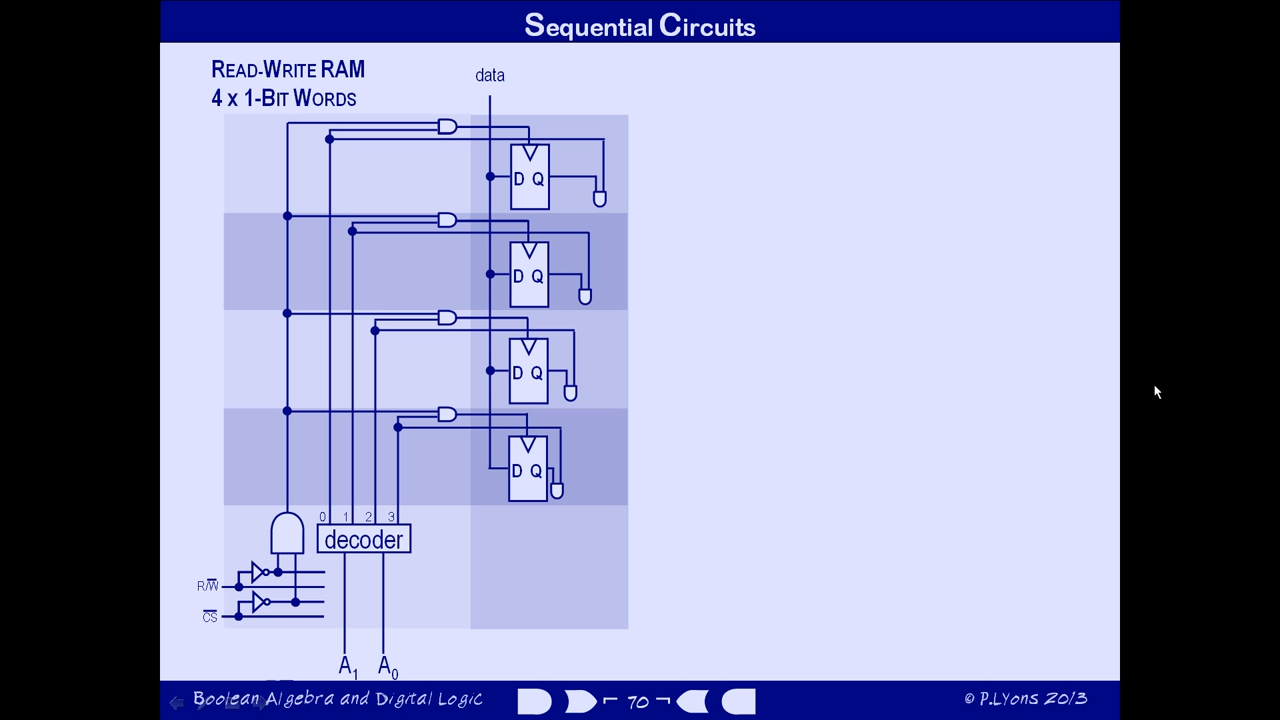 Sequential Circuits
READ-WRITE RAM
4 x 1-BIT WORDS
data
D Q
D Q
D Q
D Q
0 1 2 3
decoder
R/W̅
C̅S̅
A₁ A₀
Boolean Algebra and Digital Logic
70
© P.LYons 2013